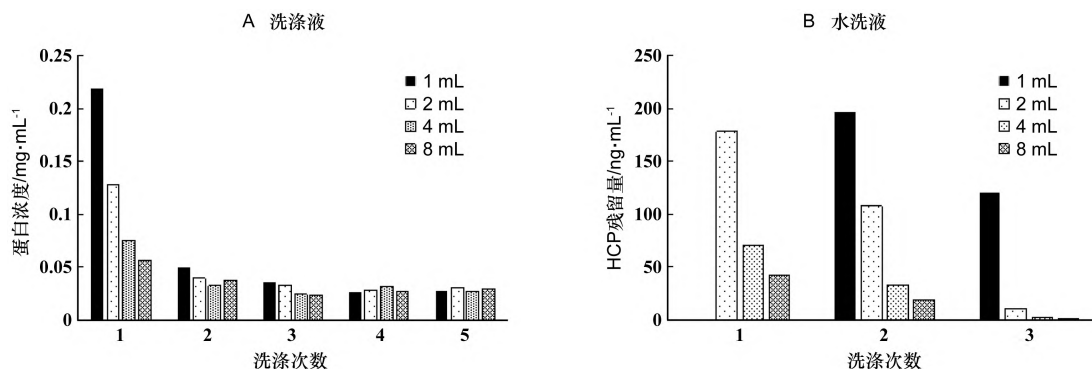 A 洗涤液
0.25
0.2
0.15
0.1
0.05
0
蛋白浓度/mg·mL⁻¹
1 mL
2 mL
4 mL
8 mL
1 2 3 4 5
洗涤次数
B 水洗液
250
200
150
100
50
0
HCP残留量/ng·mL⁻¹
1 mL
2 mL
4 mL
8 mL
1 2 3
洗涤次数